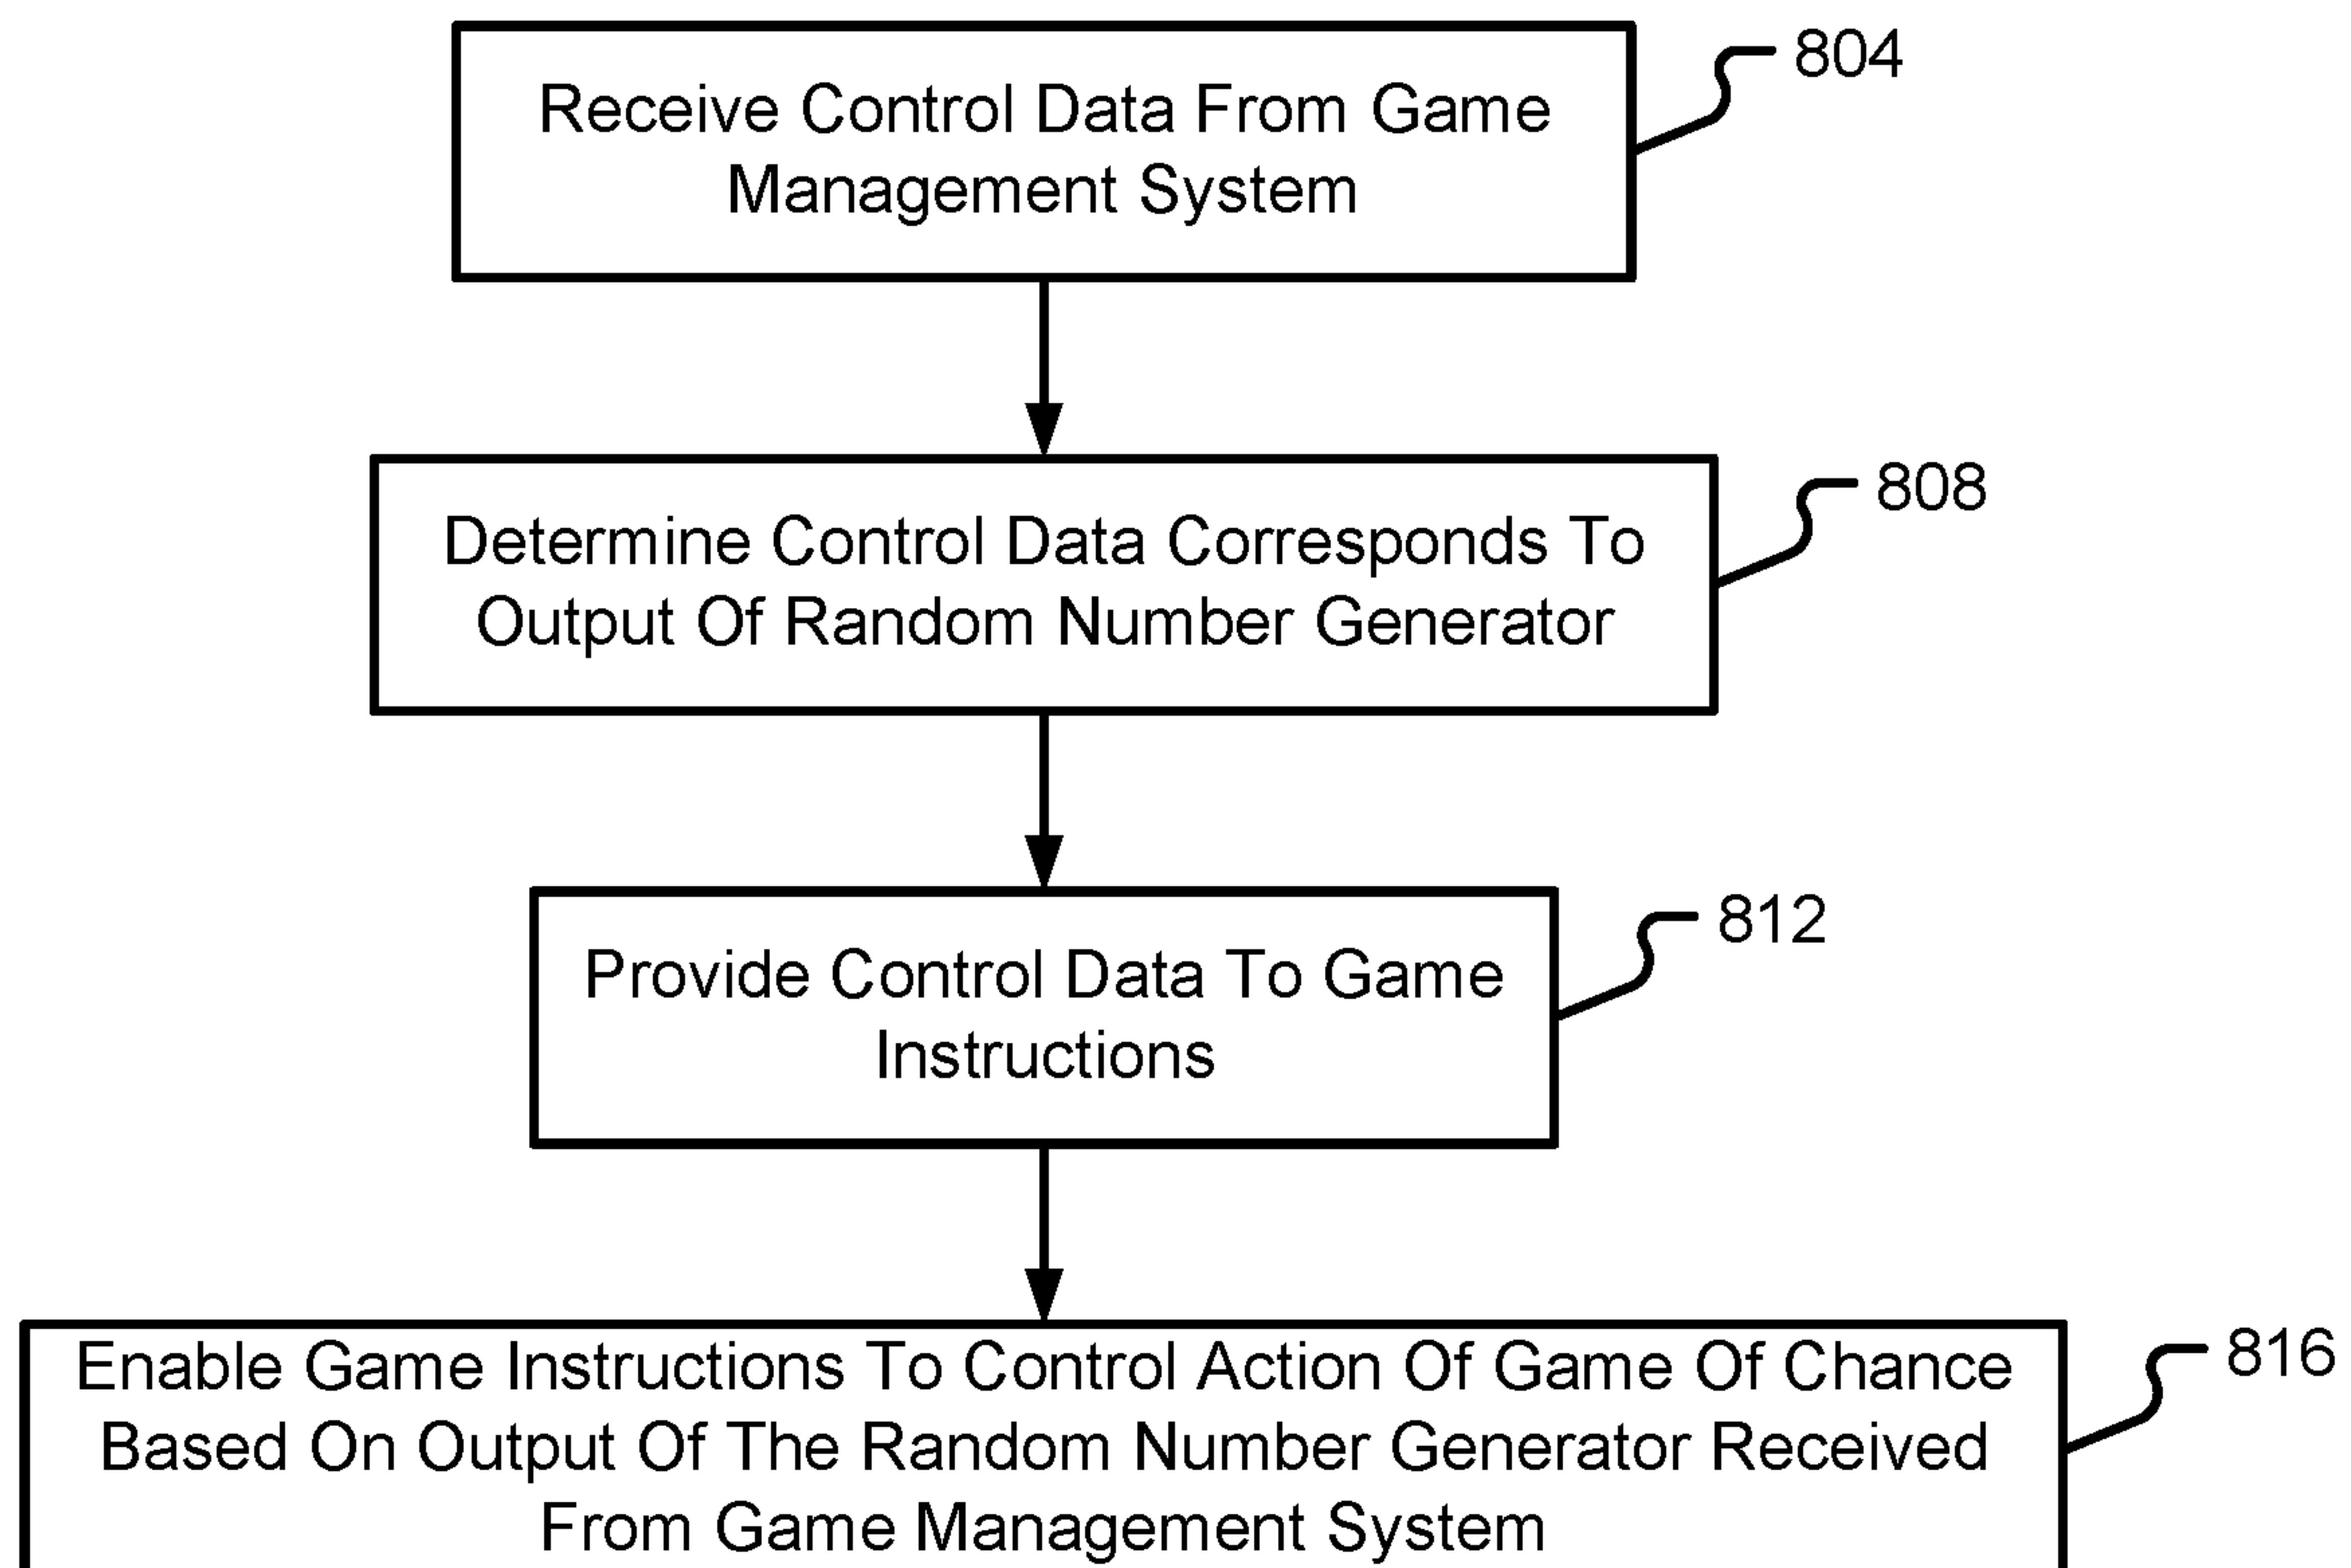 804
Receive Control Data From Game
Management System
808
Determine Control Data Corresponds To
Output Of Random Number Generator
812
Provide Control Data To Game
Instructions
816
Enable Game Instructions To Control Action Of Game Of Chance
Based On Output Of The Random Number Generator Received
From Game Management System